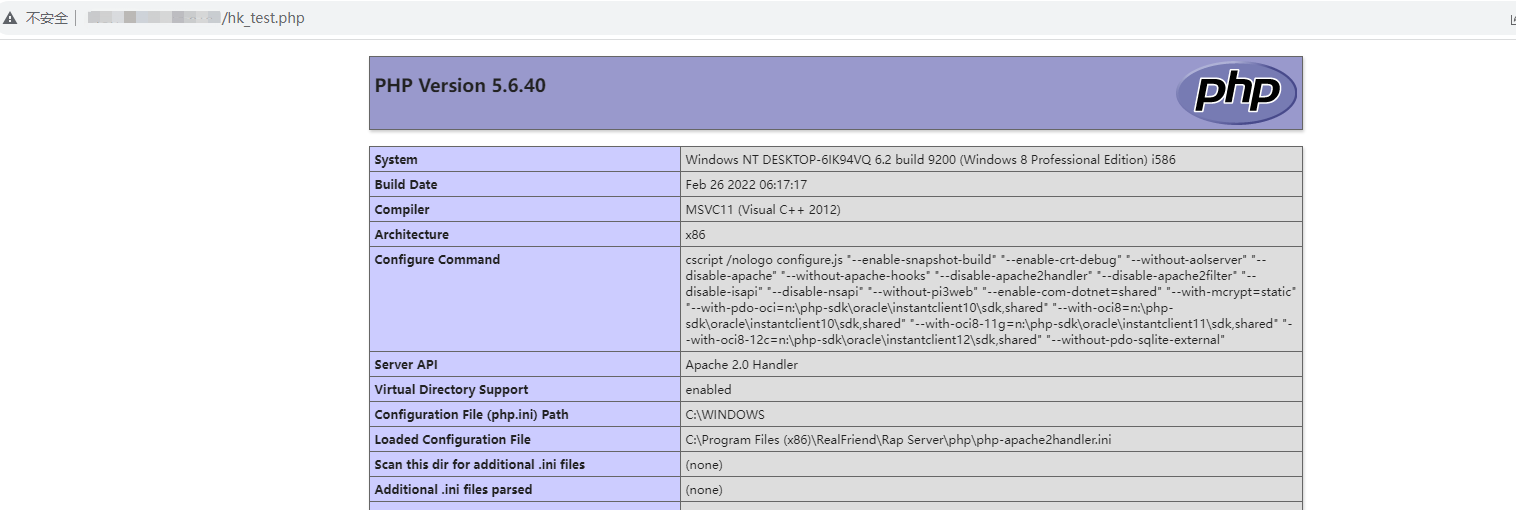 不安全 /hk_test.php
PHP Version 5.6.40
php
System Windows NT DESKTOP-6IK94VQ 6.2 build 9200 (Windows 8 Professional Edition) i586
Build Date Feb 26 2022 06:17:17
Compiler MSVC11 (Visual C++ 2012)
Architecture x86
Configure Command cscript /nologo configure.js "--enable-snapshot-build" "--enable-crt-debug" "--without-aolserver" "--
disable-apache" "--without-apache-hooks" "--disable-apache2handler" "--disable-apache2filter" "--
disable-isapi" "--disable-nsapi" "--without-pi3web" "--enable-com-dotnet=shared" "--with-mcrypt=static"
"--with-pdo-oci=n:\php-sdk\oracle\instantclient10\sdk,shared" "--with-oci8=n:\php-
sdk\oracle\instantclient10\sdk,shared" "--with-oci8-11g=n:\php-sdk\oracle\instantclient11\sdk,shared" "-
-with-oci8-12c=n:\php-sdk\oracle\instantclient12\sdk,shared" "--without-pdo-sqlite-external"
Server API Apache 2.0 Handler
Virtual Directory Support enabled
Configuration File (php.ini) Path C:\WINDOWS
Loaded Configuration File C:\Program Files (x86)\RealFriend\Rap Server\php\php-apache2handler.ini
Scan this dir for additional .ini files (none)
Additional .ini files parsed (none)